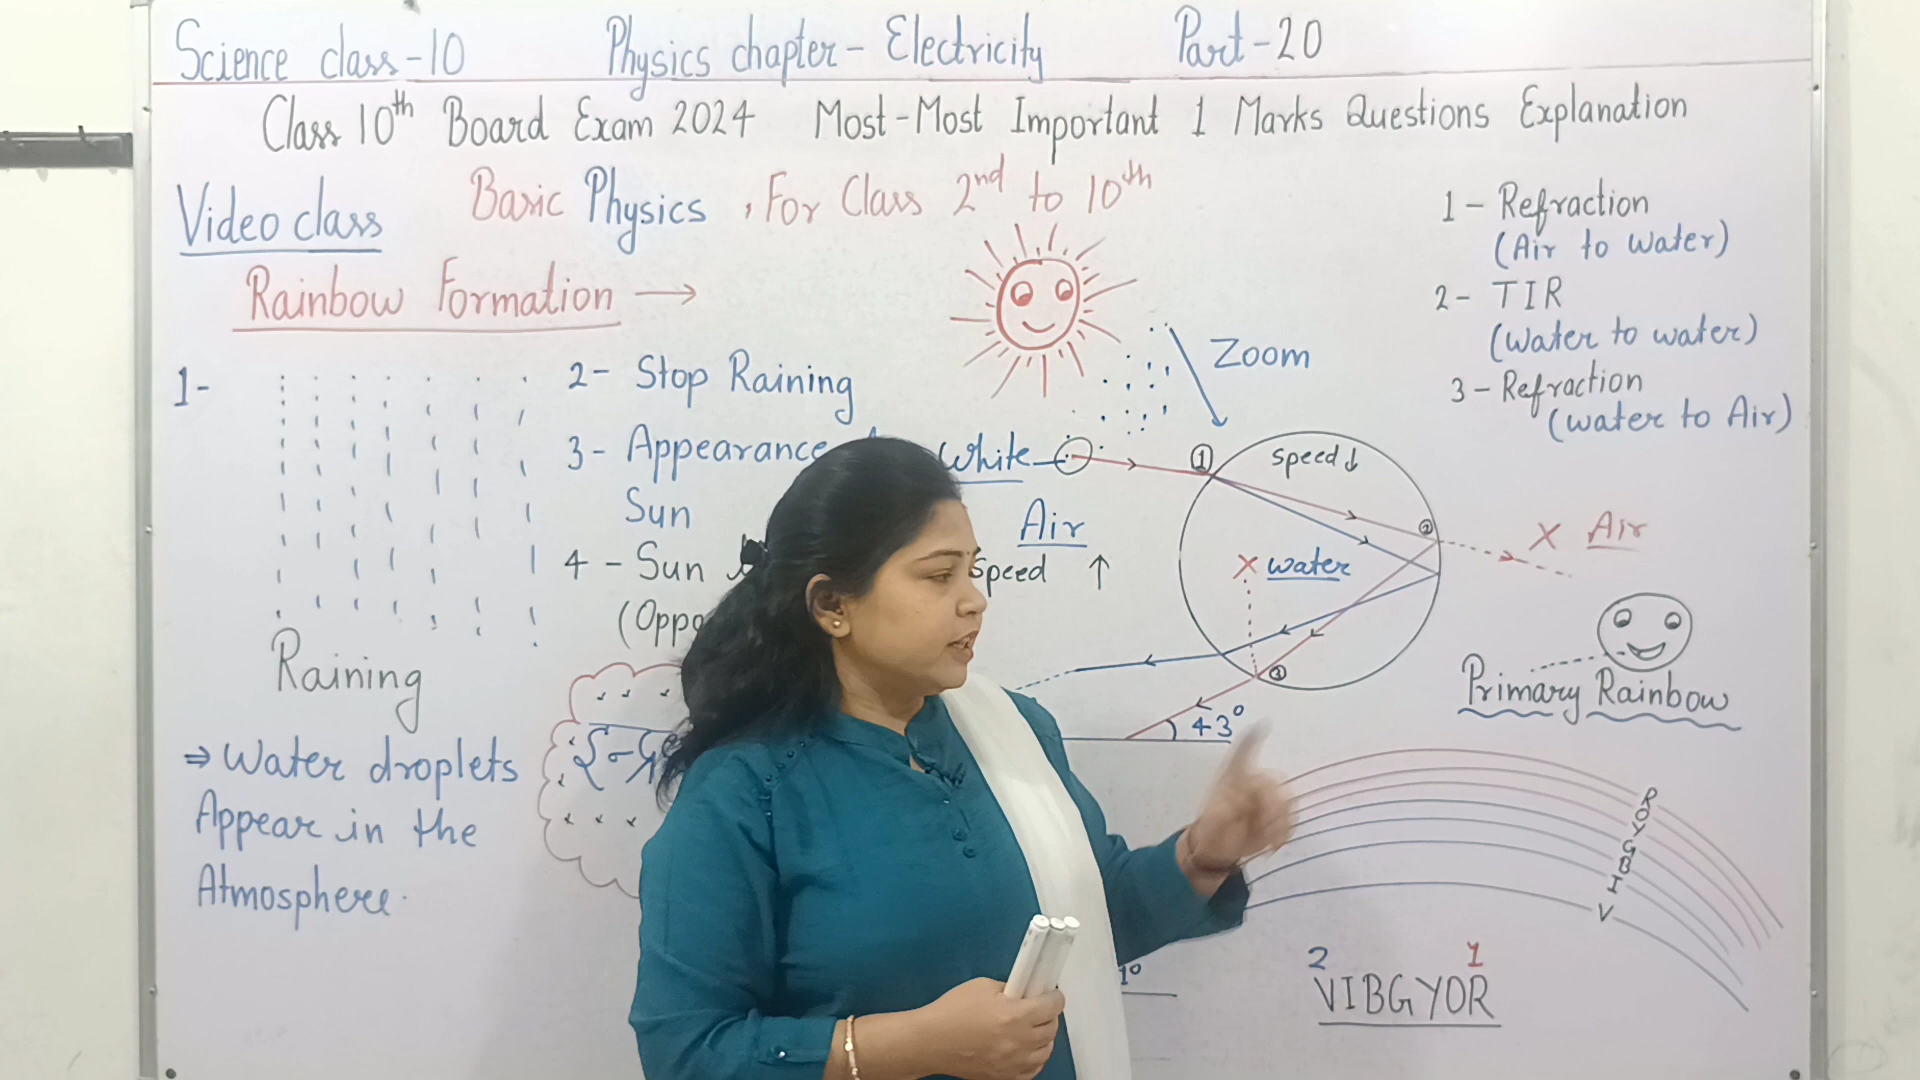 Science class-10 Physics chapter- Electricity Part-20
Class 10th Board Exam 2024 Most-Most Important 1 Marks Questions Explanation
Video class Basic Physics, For Class 2nd to 10th
Rainbow Formation →
1-
Raining
⇒ Water droplets
Appear in the
Atmosphere.
2- Stop Raining
3- Appearance
Sun
4- Sun
Zoom
White
Air
Speed ↑
①
speed↓
②
X water
③
43°
X Air
1- Refraction
(Air to water)
2- TIR
(water to water)
3- Refraction
(water to Air)
Primary Rainbow
R
O
Y
G
B
I
V
2 1
VIBGYOR